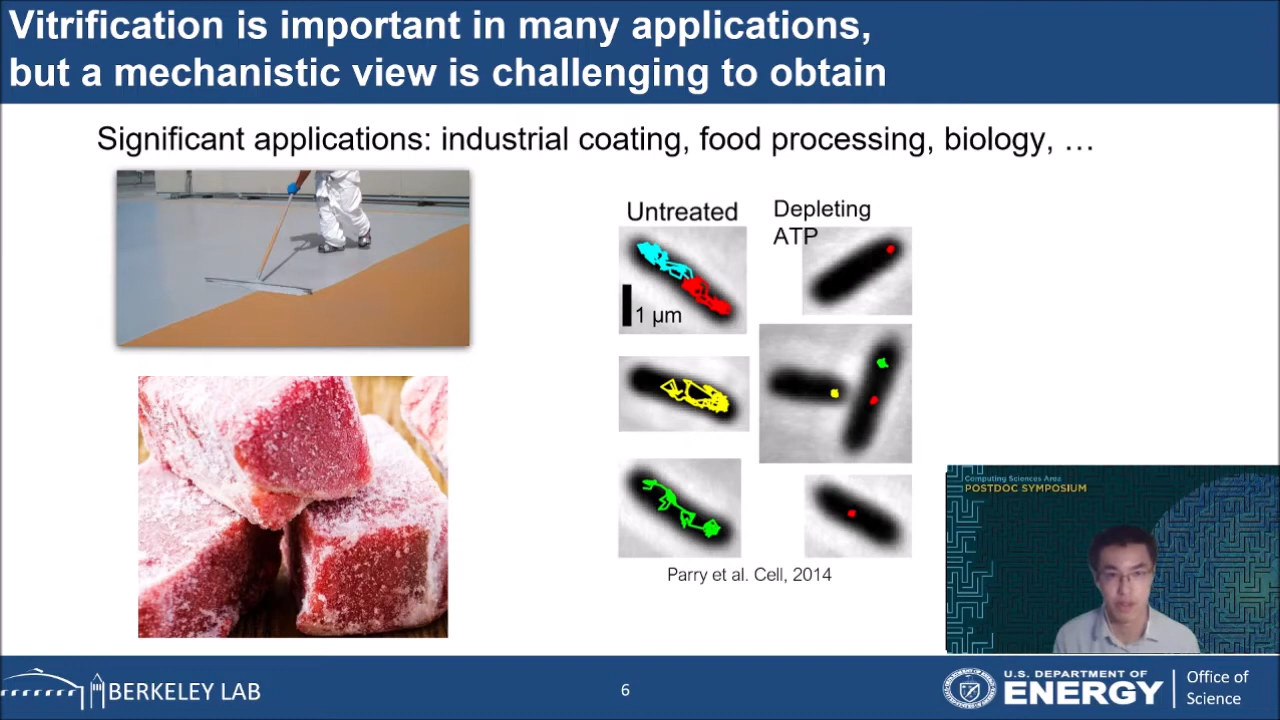 Vitrification is important in many applications,
but a mechanistic view is challenging to obtain
Significant applications: industrial coating, food processing, biology, …
Untreated
Depleting
ATP
1 μm
Parry et al. Cell, 2014
Computing Sciences Area
POSTDOC SYMPOSIUM
BERKELEY LAB
6
U.S. DEPARTMENT OF
ENERGY
Office of
Science